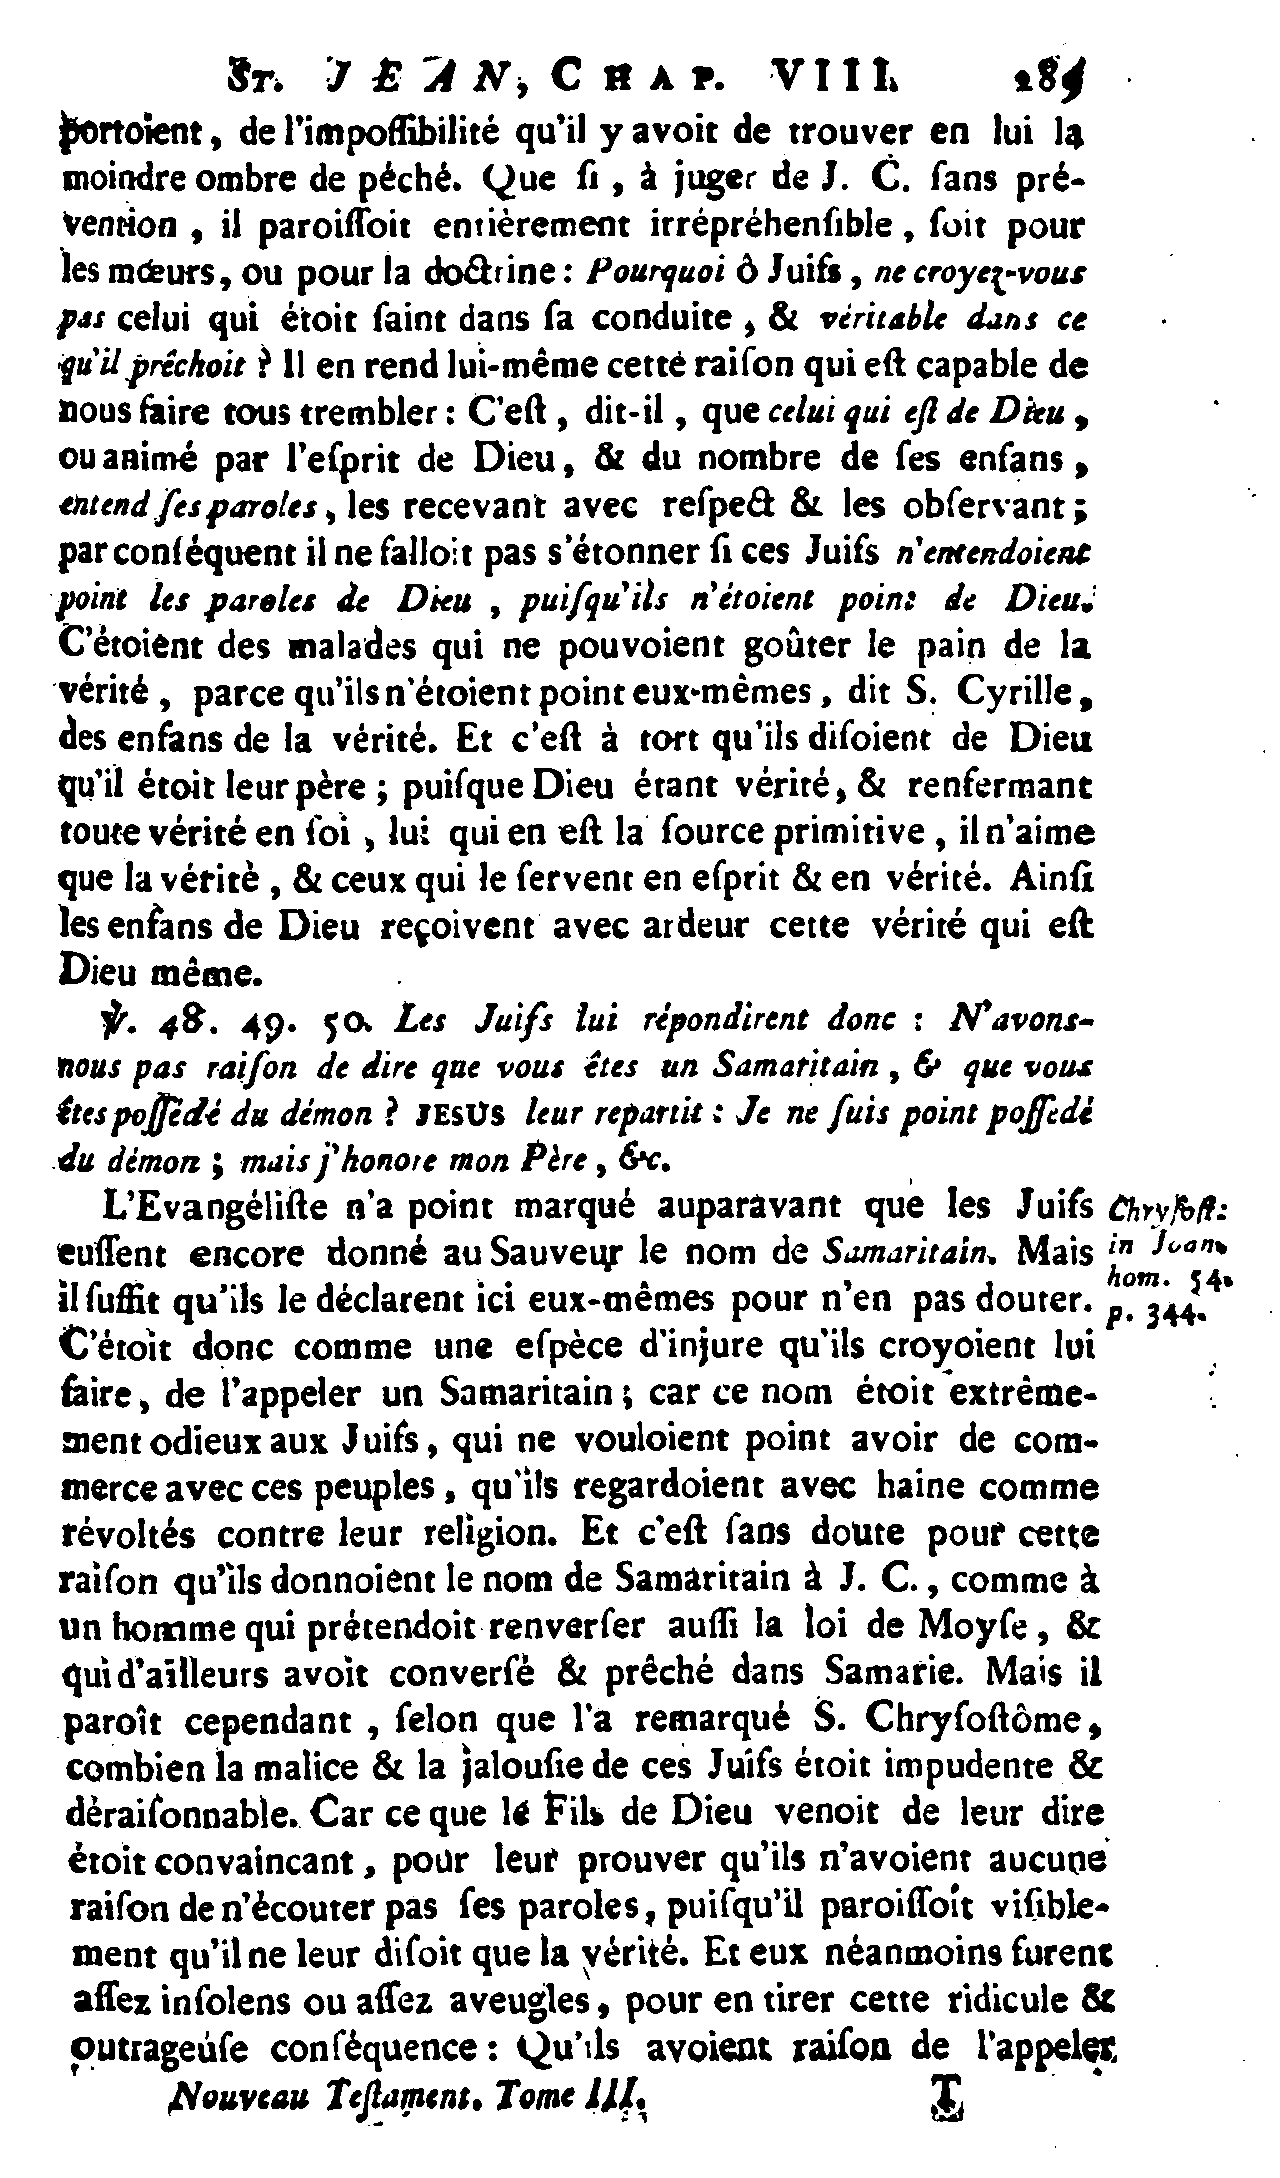 St. JEAN, CHAP. VIII. 289
portoient, de l'impoſſibilité qu'il y avoit de trouver en lui la
moindre ombre de péché. Que ſi, à juger de J. C. ſans pré-
vention, il paroiſſoit entièrement irrépréhenſible, ſoit pour
les mœurs, ou pour la doctrine: Pourquoi ô Juifs, ne croyez-vous
pas celui qui étoit ſaint dans ſa conduite, & véritable dans ce
qu'il prêchoit? Il en rend lui-même cette raiſon qui eſt capable de
nous faire tous trembler: C'eſt, dit-il, que celui qui eſt de Dieu,
ou animé par l'eſprit de Dieu, & du nombre de ſes enfans,
entend ſes paroles, les recevant avec reſpect & les obſervant;
par conſéquent il ne falloit pas s'étonner ſi ces Juifs n'entendoient
point les paroles de Dieu, puiſqu'ils n'étoient point de Dieu.
C'étoient des malades qui ne pouvoient goûter le pain de la
vérité, parce qu'ils n'étoient point eux-mêmes, dit S. Cyrille,
des enfans de la vérité. Et c'eſt à tort qu'ils diſoient de Dieu
qu'il étoit leur père; puiſque Dieu étant vérité, & renfermant
toute vérité en ſoi, lui qui en eſt la ſource primitive, il n'aime
que la véritè, & ceux qui le ſervent en eſprit & en vérité. Ainſi
les enfans de Dieu reçoivent avec ardeur cette vérité qui eſt
Dieu même.
℣. 48. 49. 50. Les Juifs lui répondirent donc: N'avons-
nous pas raiſon de dire que vous êtes un Samaritain, & que vous
êtes poſſédé du démon? JESUS leur repartit: Je ne ſuis point poſſedé
du démon; mais j'honore mon Père, &c.
L'Evangéliſte n'a point marqué auparavant que les Juifs
euſſent encore donné au Sauveur le nom de Samaritain. Mais
il ſuffit qu'ils le déclarent ici eux-mêmes pour n'en pas douter.
C'étoit donc comme une eſpèce d'injure qu'ils croyoient lui
faire, de l'appeler un Samaritain; car ce nom étoit extrême-
ment odieux aux Juifs, qui ne vouloient point avoir de com-
merce avec ces peuples, qu'ils regardoient avec haine comme
révoltés contre leur religion. Et c'eſt ſans doute pour cette
raiſon qu'ils donnoient le nom de Samaritain à J. C., comme à
un homme qui prétendoit renverſer auſſi la loi de Moyſe, &
qui d'ailleurs avoit converſé & prêché dans Samarie. Mais il
paroît cependant, ſelon que l'a remarqué S. Chryſoſtôme,
combien la malice & la jalouſie de ces Juifs étoit impudente &
dèraiſonnable. Car ce que le Fils de Dieu venoit de leur dire
étoit convaincant, pour leur prouver qu'ils n'avoient aucune
raiſon de n'écouter pas ſes paroles, puiſqu'il paroiſſoit viſible-
ment qu'il ne leur diſoit que la vérité. Et eux néanmoins furent
aſſez inſolens ou aſſez aveugles, pour en tirer cette ridicule &
outrageuſe conſéquence: Qu'ils avoient raiſon de l'appeler
Chryſoſt.
in Joan.
hom. 54.
p. 344.
Nouveau Teſtament. Tome III. T